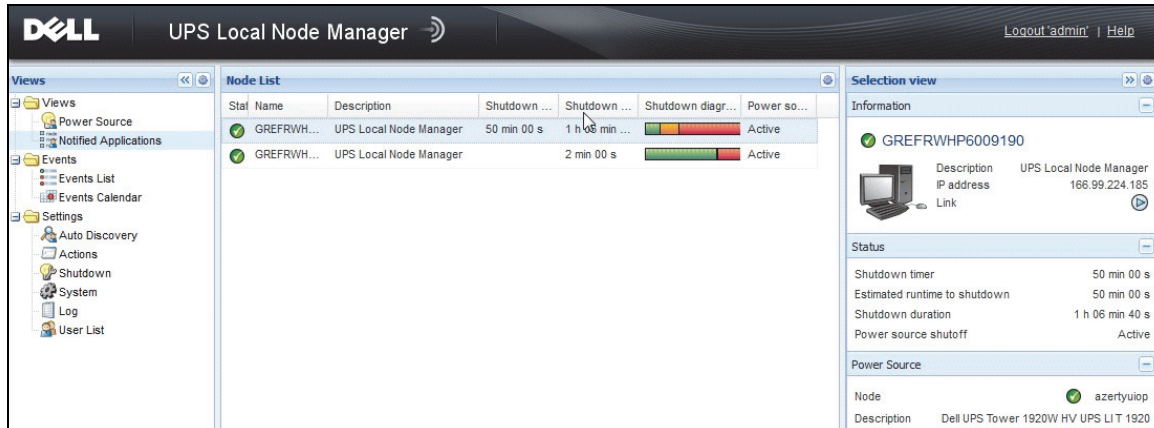 DELL UPS Local Node Manager Logout 'admin' | Help
Views
Views
Power Source
Notified Applications
Events
Events List
Events Calendar
Settings
Auto Discovery
Actions
Shutdown
System
Log
User List
Node List
Stat Name Description Shutdown ... Shutdown ... Shutdown diagr... Power so...
GREFRWH... UPS Local Node Manager 50 min 00 s 1 h 06 min ... Active
GREFRWH... UPS Local Node Manager 2 min 00 s Active
Selection view
Information
GREFRWHP6009190
Description UPS Local Node Manager
IP address 166.99.224.185
Link
Status
Shutdown timer 50 min 00 s
Estimated runtime to shutdown 50 min 00 s
Shutdown duration 1 h 06 min 40 s
Power source shutoff Active
Power Source
Node azertyuiop
Description Dell UPS Tower 1920W HV UPS LI T 1920